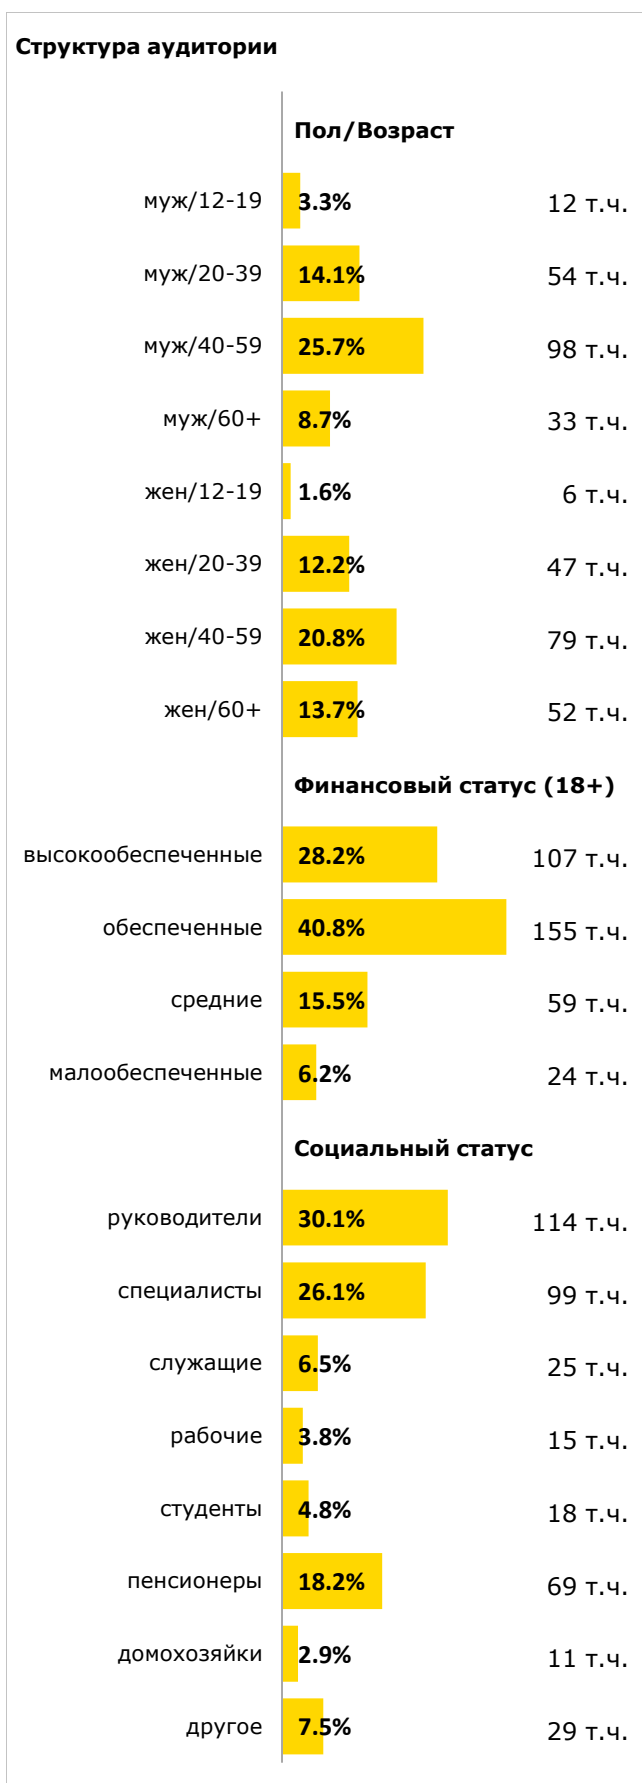 Структура аудитории
Пол/Возраст
муж/12-19 3.3% 12 т.ч.
муж/20-39 14.1% 54 т.ч.
муж/40-59 25.7% 98 т.ч.
муж/60+ 8.7% 33 т.ч.
жен/12-19 1.6% 6 т.ч.
жен/20-39 12.2% 47 т.ч.
жен/40-59 20.8% 79 т.ч.
жен/60+ 13.7% 52 т.ч.
Финансовый статус (18+)
высокообеспеченные 28.2% 107 т.ч.
обеспеченные 40.8% 155 т.ч.
средние 15.5% 59 т.ч.
малообеспеченные 6.2% 24 т.ч.
Социальный статус
руководители 30.1% 114 т.ч.
специалисты 26.1% 99 т.ч.
служащие 6.5% 25 т.ч.
рабочие 3.8% 15 т.ч.
студенты 4.8% 18 т.ч.
пенсионеры 18.2% 69 т.ч.
домохозяйки 2.9% 11 т.ч.
другое 7.5% 29 т.ч.